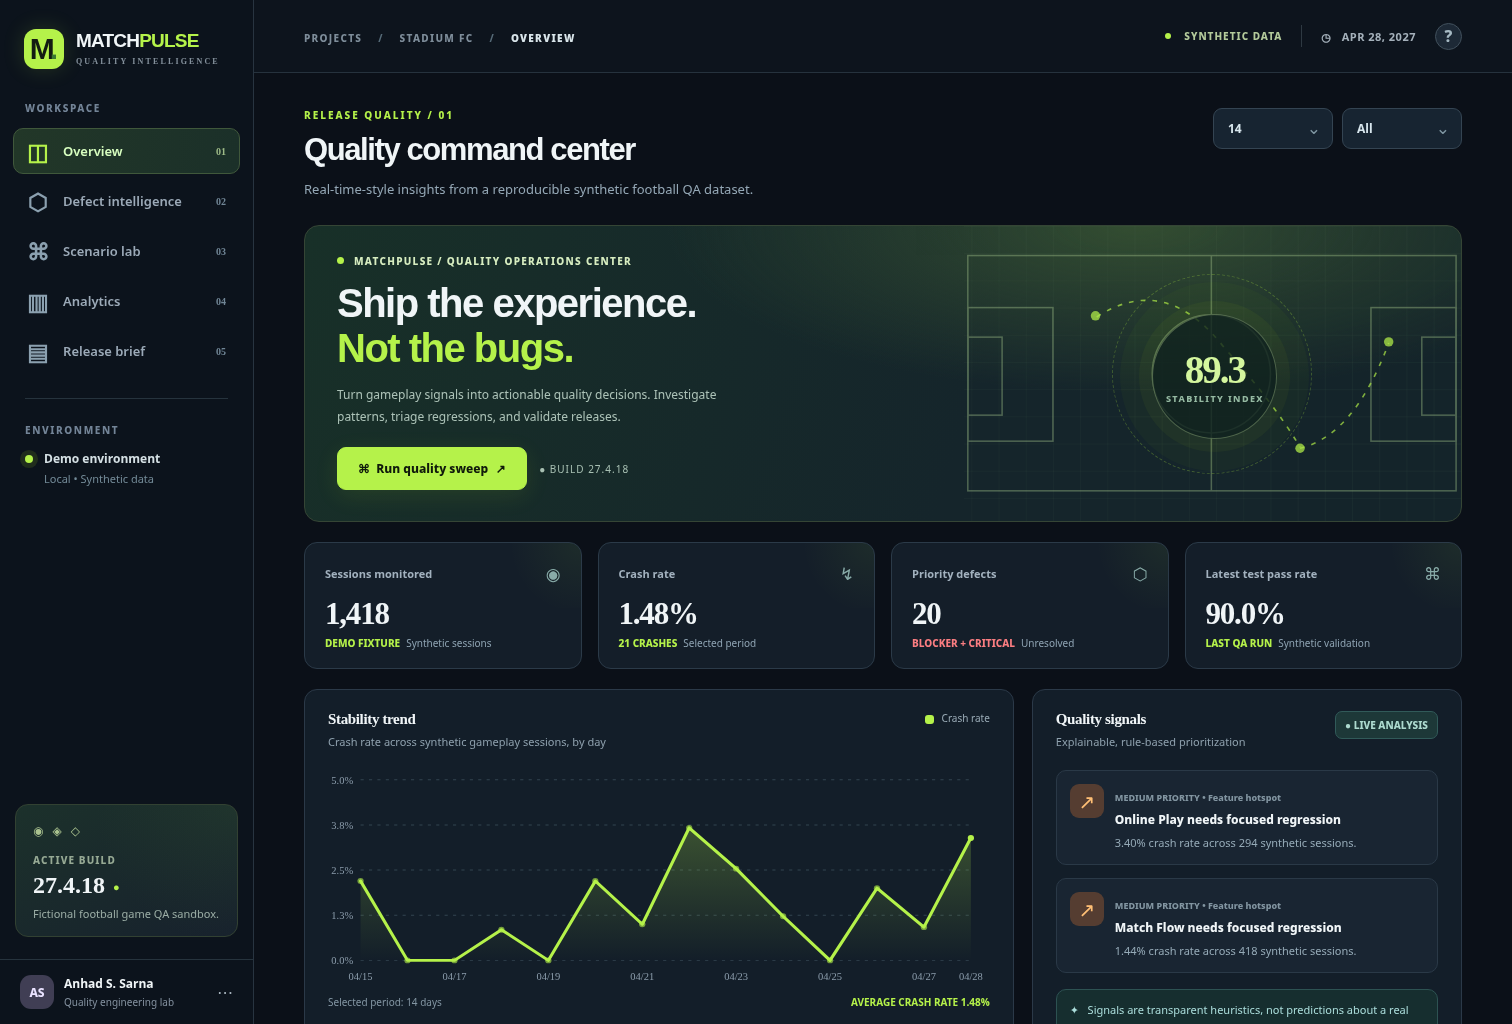 M
MATCHPULSE
QUALITY INTELLIGENCE
WORKSPACE
Overview 01
Defect intelligence 02
Scenario lab 03
Analytics 04
Release brief 05
ENVIRONMENT
Demo environment
Local • Synthetic data
ACTIVE BUILD
27.4.18
Fictional football game QA sandbox.
AS
Anhad S. Sarna
Quality engineering lab
PROJECTS / STADIUM FC / OVERVIEW
SYNTHETIC DATA
APR 28, 2027
?
RELEASE QUALITY / 01
Quality command center
Real-time-style insights from a reproducible synthetic football QA dataset.
14
All
MATCHPULSE / QUALITY OPERATIONS CENTER
Ship the experience.
Not the bugs.
Turn gameplay signals into actionable quality decisions. Investigate
patterns, triage regressions, and validate releases.
⌘ Run quality sweep ↗
● BUILD 27.4.18
89.3
STABILITY INDEX
Sessions monitored
1,418
DEMO FIXTURE Synthetic sessions
Crash rate
1.48%
21 CRASHES Selected period
Priority defects
20
BLOCKER + CRITICAL Unresolved
Latest test pass rate
90.0%
LAST QA RUN Synthetic validation
Stability trend
Crash rate across synthetic gameplay sessions, by day
Crash rate
5.0%
3.8%
2.5%
1.3%
0.0%
04/15 04/17 04/19 04/21 04/23 04/25 04/27 04/28
Selected period: 14 days
AVERAGE CRASH RATE 1.48%
Quality signals
Explainable, rule-based prioritization
● LIVE ANALYSIS
MEDIUM PRIORITY • Feature hotspot
Online Play needs focused regression
3.40% crash rate across 294 synthetic sessions.
MEDIUM PRIORITY • Feature hotspot
Match Flow needs focused regression
1.44% crash rate across 418 synthetic sessions.
✦ Signals are transparent heuristics, not predictions about a real